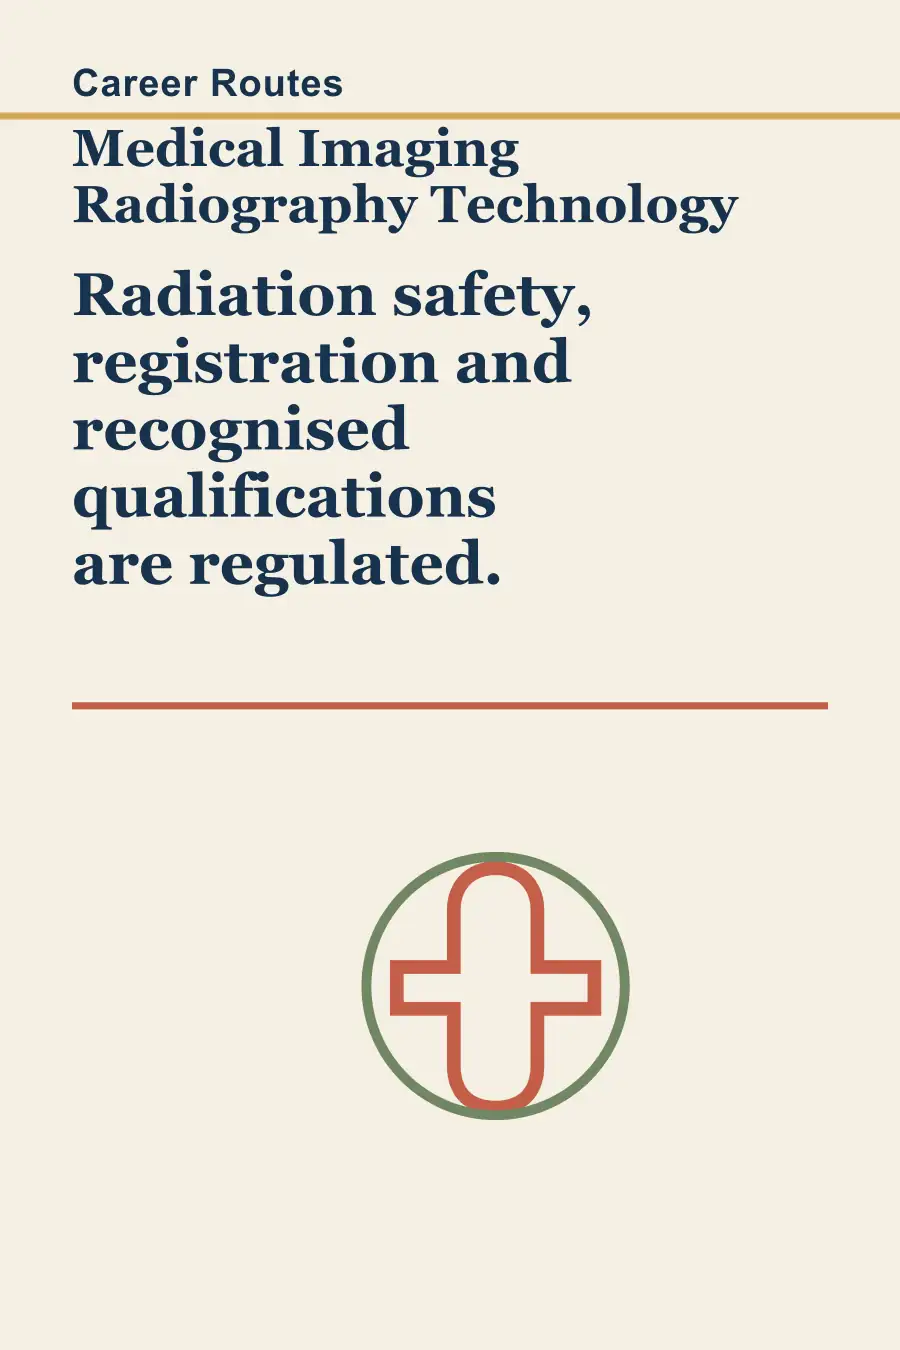 Career Routes
Medical Imaging
Radiography Technology
Radiation safety,
registration and
recognised
qualifications
are regulated.